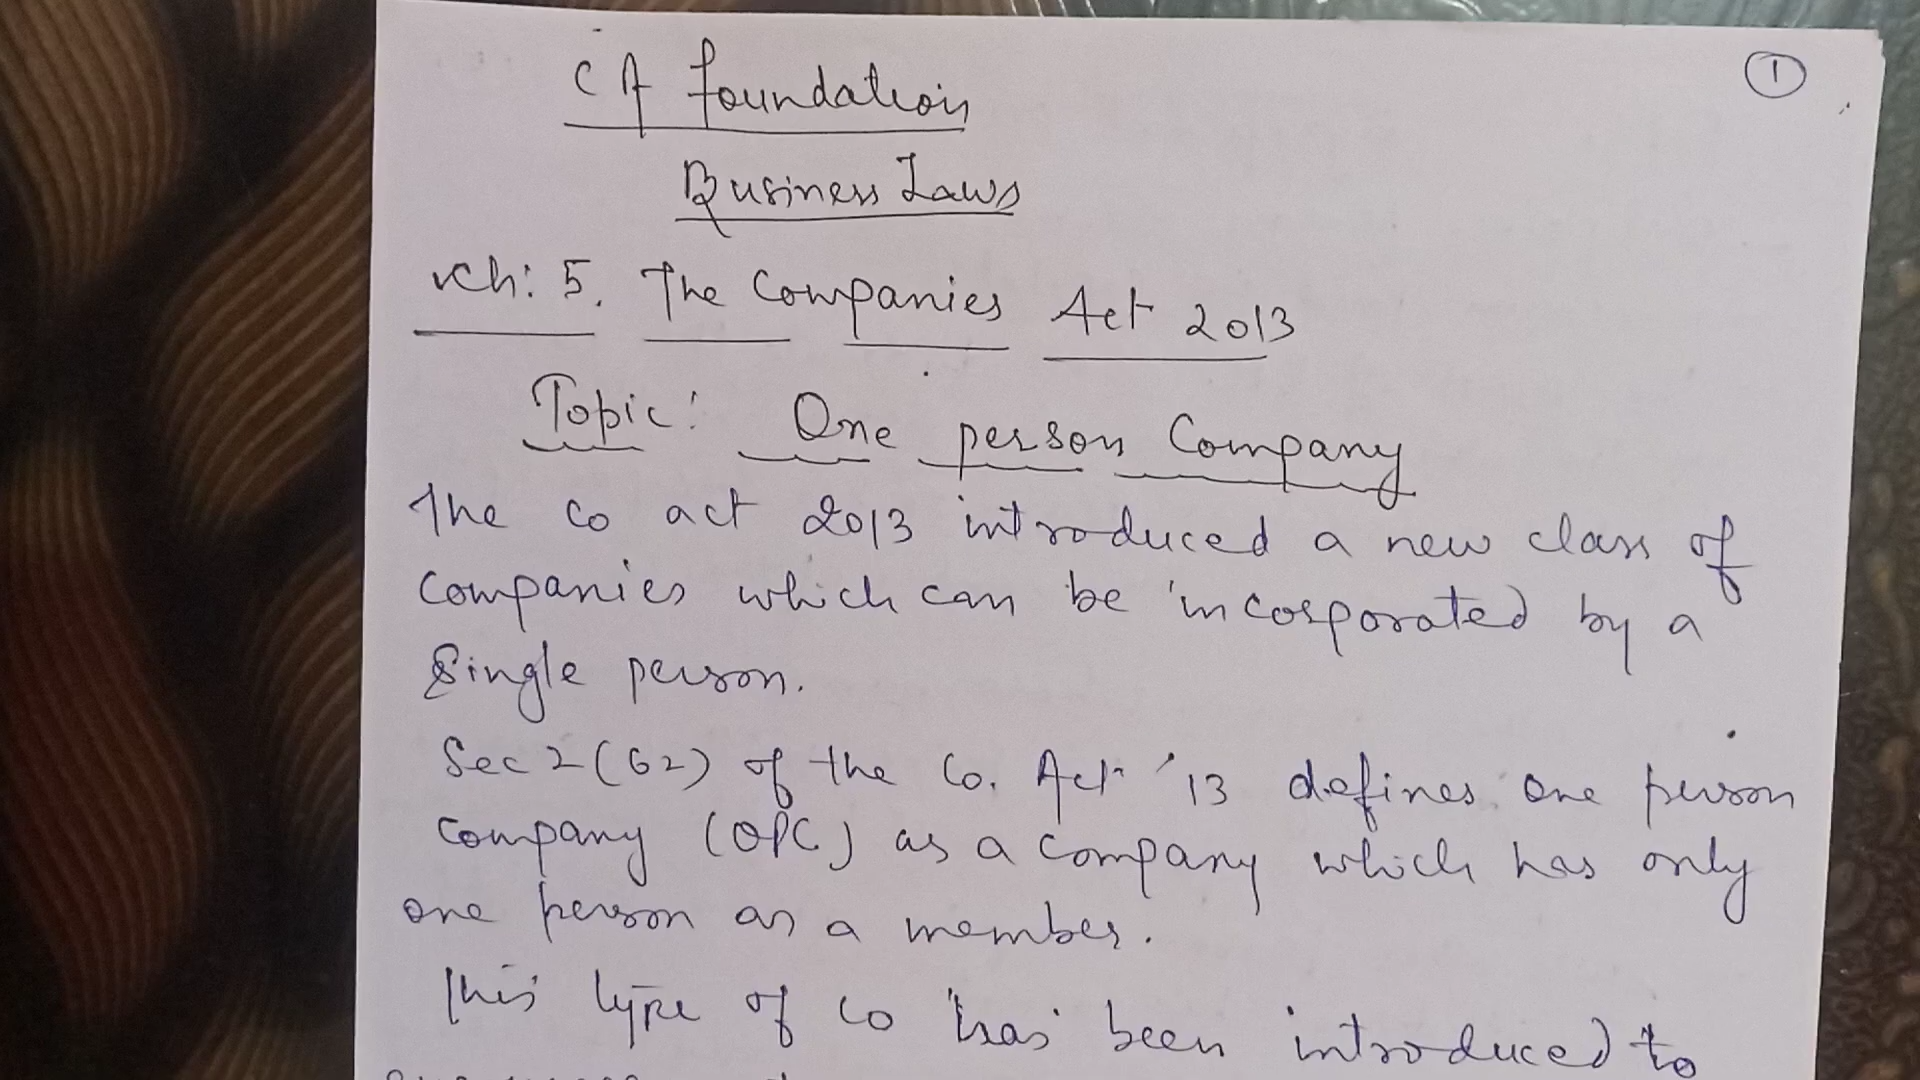 CA Foundation
1
Business Laws
Ch: 5. The Companies Act 2013
Topic: One person Company
The co act 2013 introduced a new class of
companies which can be incorporated by a
single person.
Sec 2(62) of the Co. Act '13 defines one person
company (OPC) as a company which has only
one person as a member.
This type of co has been introduced to